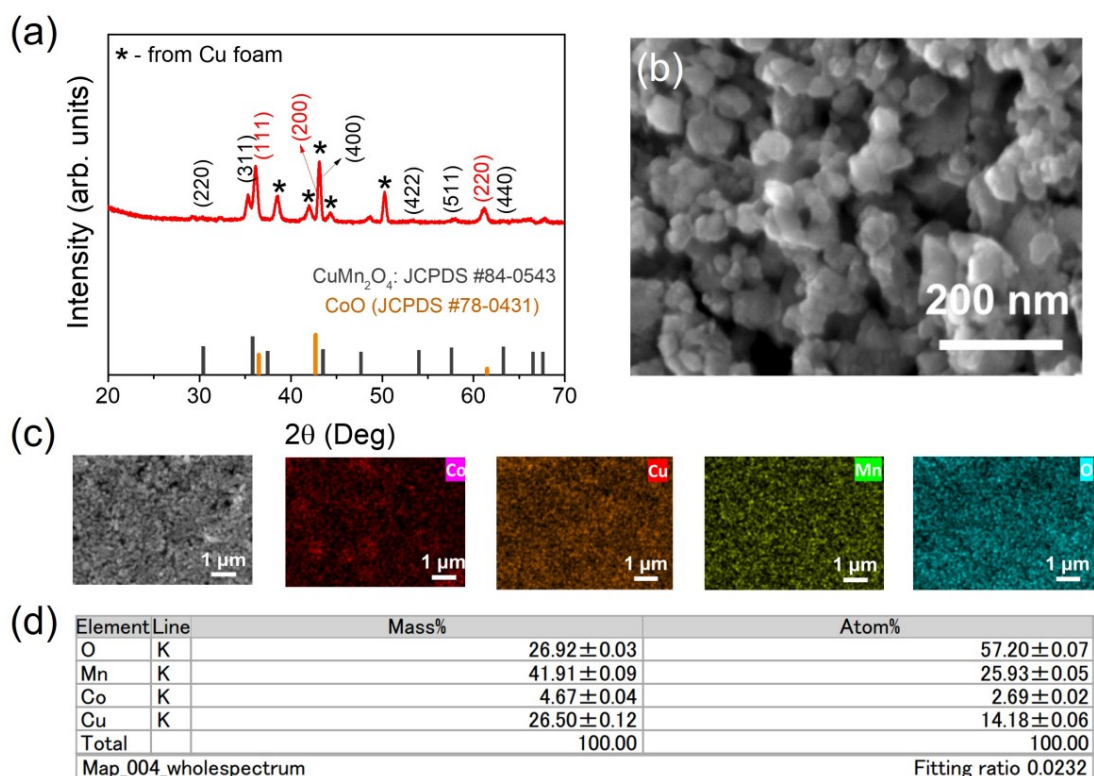 (a)
* - from Cu foam
Intensity (arb. units)
(220)
(311)
(111)
(200)
*
(400)
*
*
*
*
(422)
(511)
(220)
(440)
CuMn₂O₄: JCPDS #84-0543
CoO (JCPDS #78-0431)
20 30 40 50 60 70
2θ (Deg)
(b)
200 nm
(c)
1 µm
Co
1 µm
Cu
1 µm
Mn
1 µm
O
1 µm
(d)
Element Line Mass% Atom%
O K 26.92±0.03 57.20±0.07
Mn K 41.91±0.09 25.93±0.05
Co K 4.67±0.04 2.69±0.02
Cu K 26.50±0.12 14.18±0.06
Total 100.00 100.00
Map_004_wholespectrum Fitting ratio 0.0232